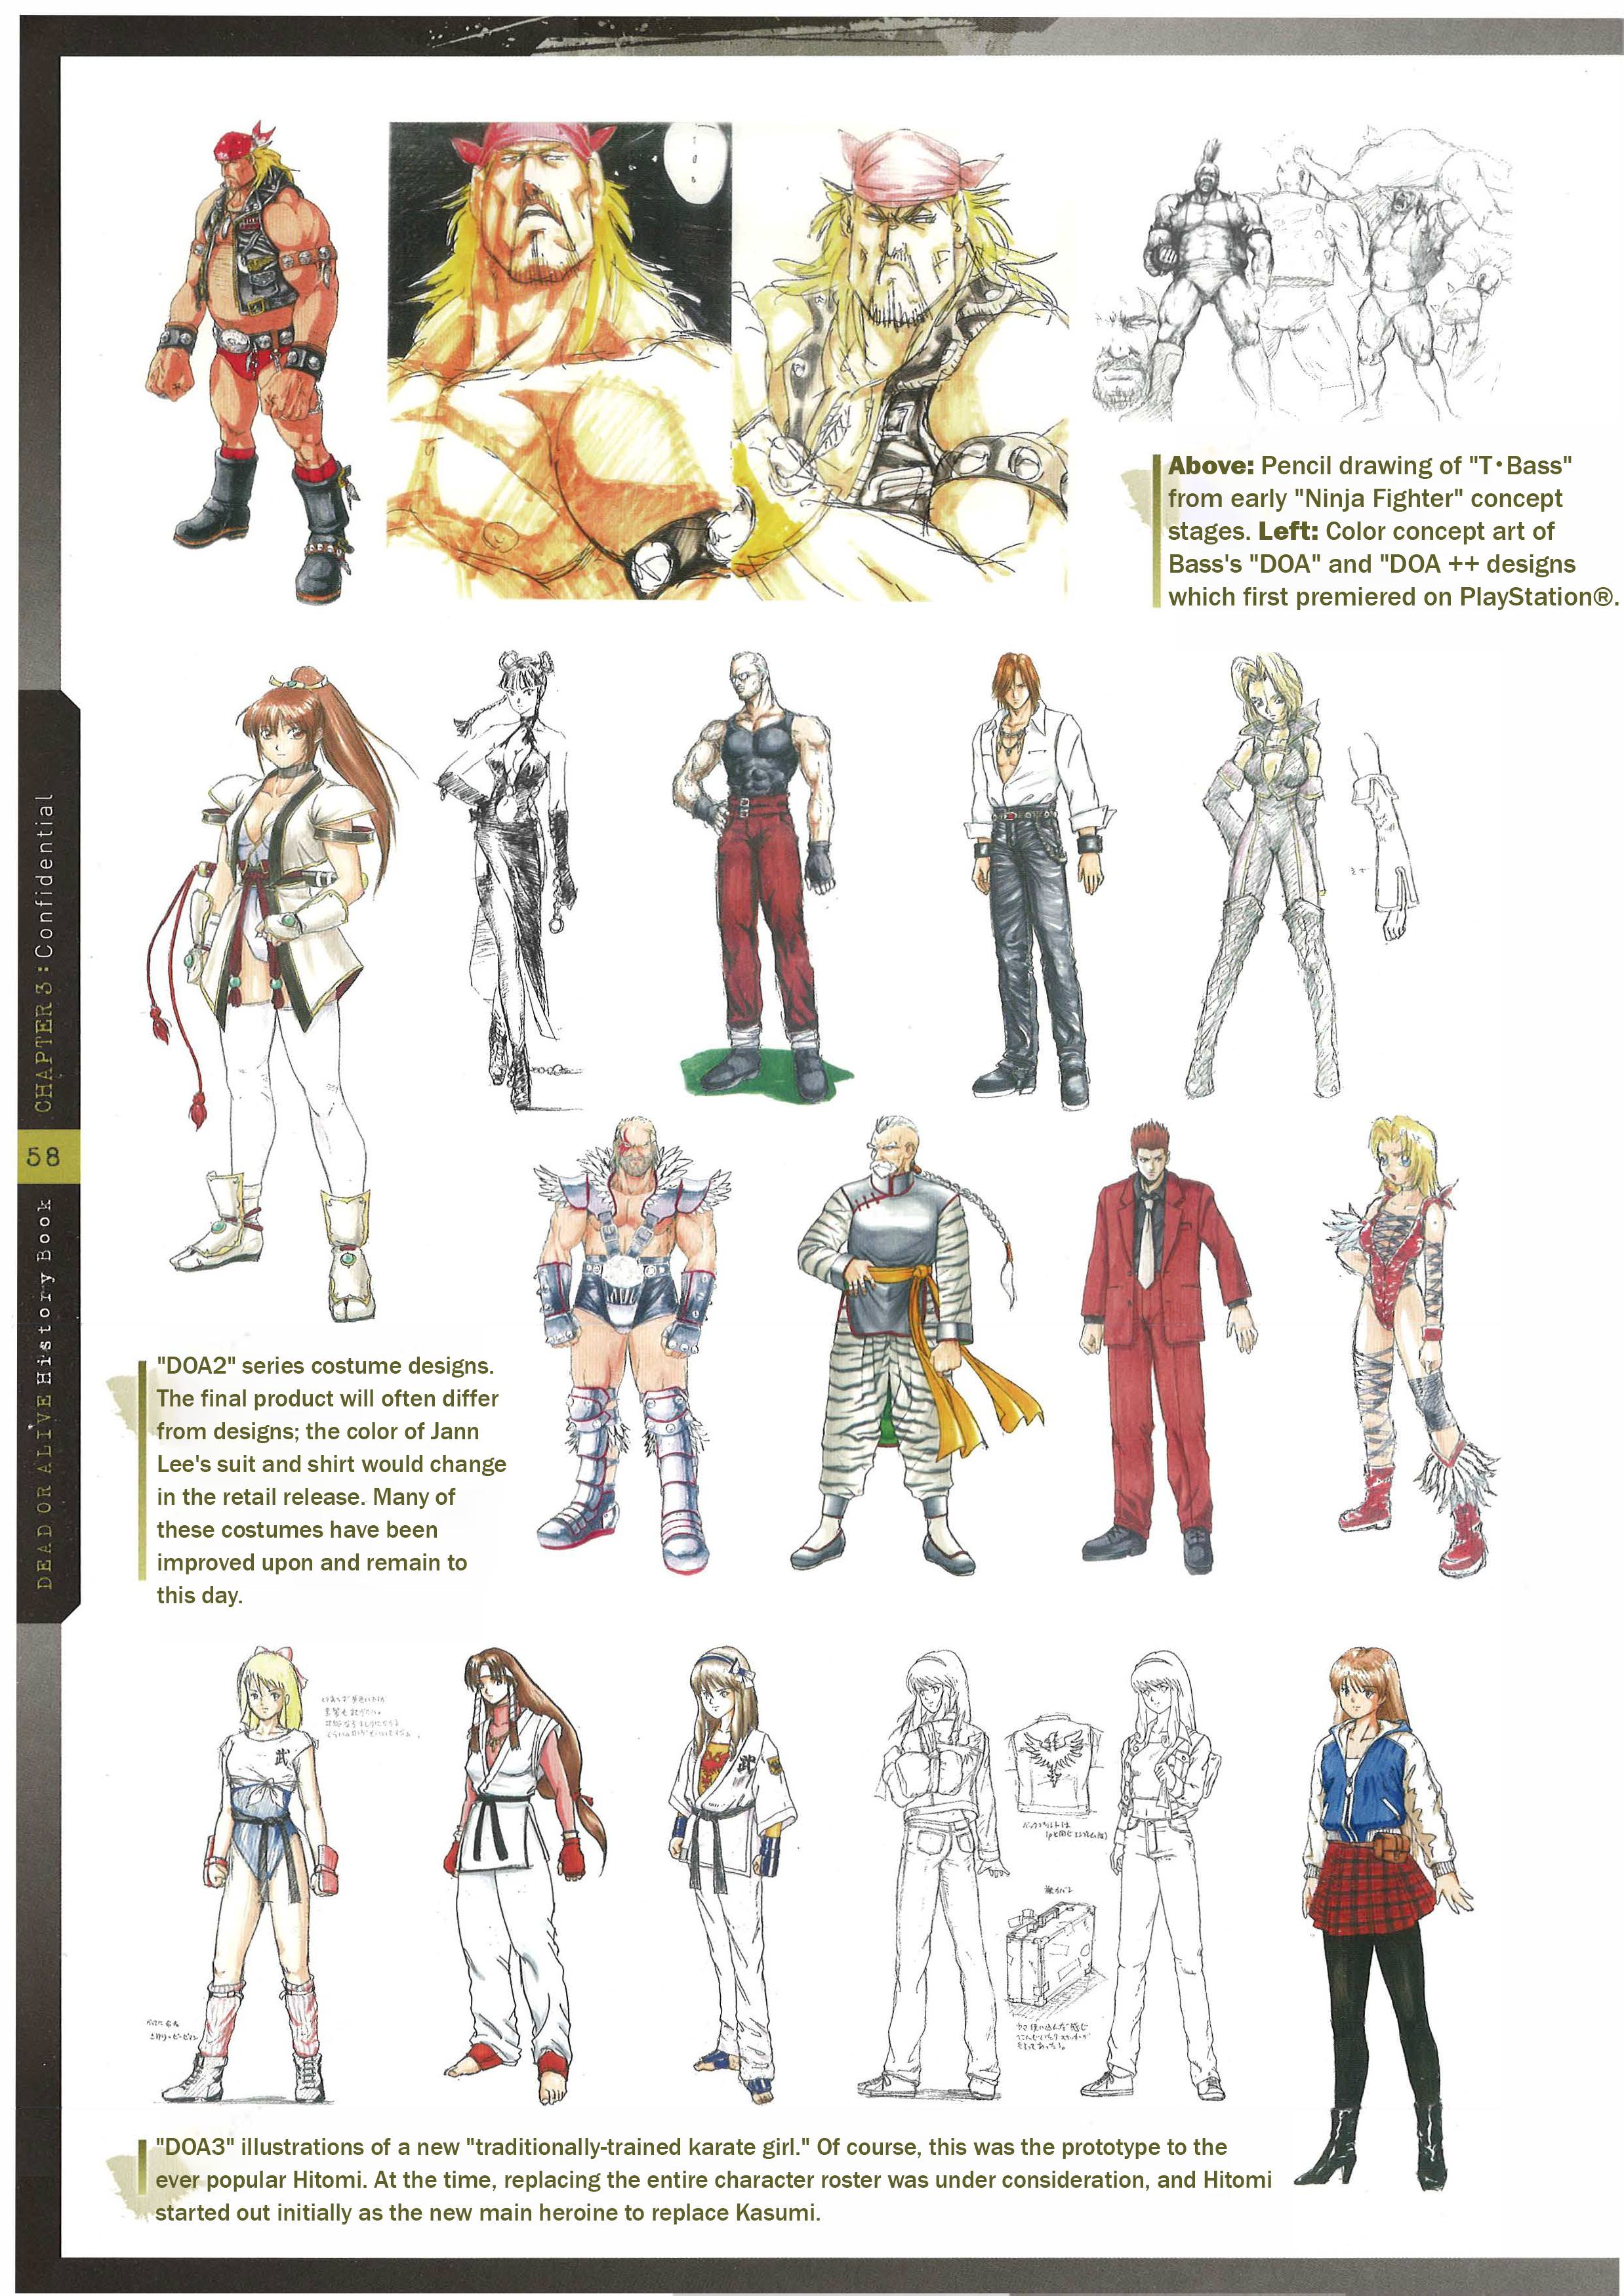 Above: Pencil drawing of "T・Bass"
from early "Ninja Fighter" concept
stages. Left: Color concept art of
Bass's "DOA" and "DOA ++ designs
which first premiered on PlayStation®.
CHAPTER 3: Confidential
58
DEAD OR ALIVE History Book
"DOA2" series costume designs.
The final product will often differ
from designs; the color of Jann
Lee's suit and shirt would change
in the retail release. Many of
these costumes have been
improved upon and remain to
this day.
武
武
"DOA3" illustrations of a new "traditionally-trained karate girl." Of course, this was the prototype to the
ever popular Hitomi. At the time, replacing the entire character roster was under consideration, and Hitomi
started out initially as the new main heroine to replace Kasumi.